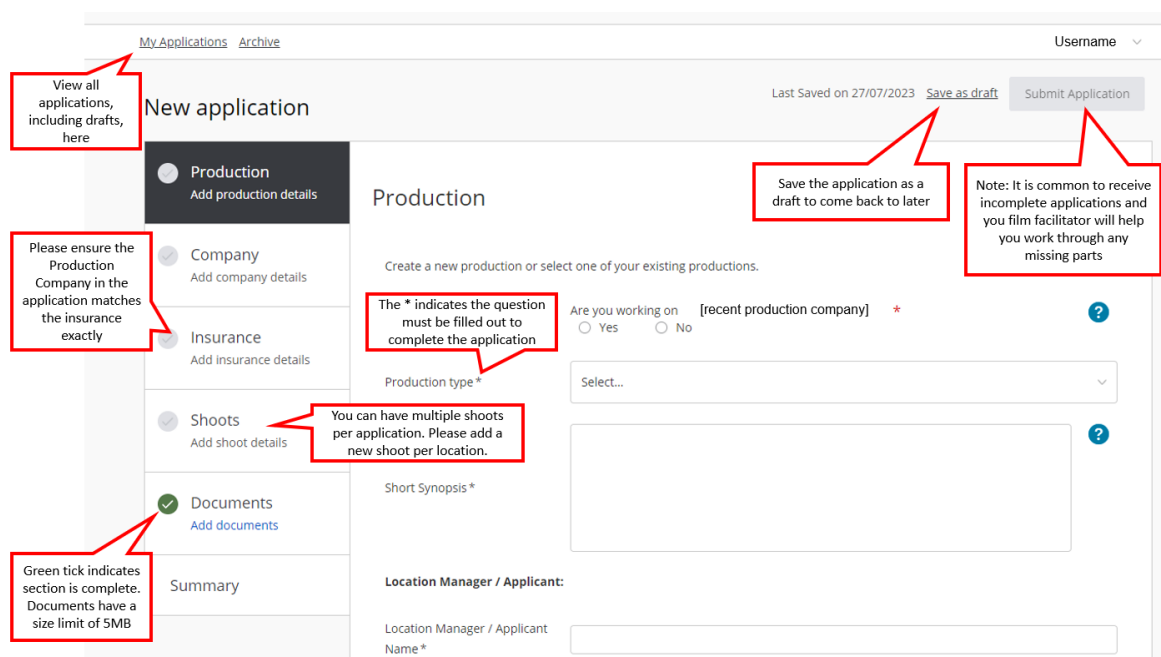 My Applications Archive
Username
View all
applications,
including drafts,
here
New application
Last Saved on 27/07/2023 Save as draft Submit Application
Production
Add production details
Production
Save the application as a
draft to come back to later
Note: It is common to receive
incomplete applications and
you film facilitator will help
you work through any
missing parts
Please ensure the
Production
Company in the
application matches
the insurance
exactly
Company
Add company details
Create a new production or select one of your existing productions.
The * indicates the question
must be filled out to
complete the application
Are you working on [recent production company] *
Yes No
?
Insurance
Add insurance details
Production type *
Select...
Shoots
Add shoot details
You can have multiple shoots
per application. Please add a
new shoot per location.
?
Short Synopsis *
Documents
Add documents
Green tick indicates
section is complete.
Documents have a
size limit of 5MB
Summary
Location Manager / Applicant:
Location Manager / Applicant
Name *